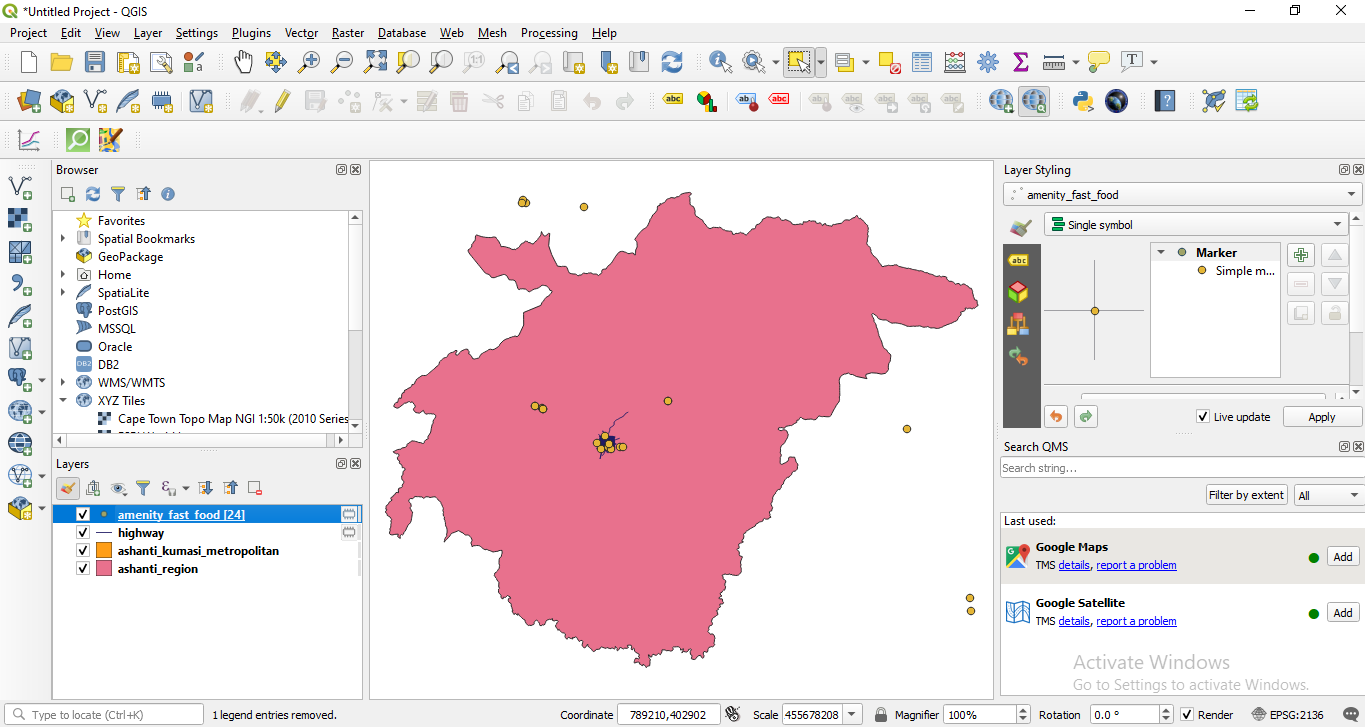 *Untitled Project - QGIS
Project Edit View Layer Settings Plugins Vector Raster Database Web Mesh Processing Help
Browser
Favorites
Spatial Bookmarks
GeoPackage
Home
SpatiaLite
PostGIS
MSSQL
Oracle
DB2
WMS/WMTS
XYZ Tiles
Cape Town Topo Map NGI 1:50k (2010 Series
Layers
amenity_fast_food [24]
highway
ashanti_kumasi_metropolitan
ashanti_region
Layer Styling
amenity_fast_food
Single symbol
Marker
Simple m...
Live update
Apply
Search QMS
Search string...
Filter by extent
All
Last used:
Google Maps
TMS details, report a problem
Add
Google Satellite
TMS details, report a problem
Add
Activate Windows
Go to Settings to activate Windows.
Type to locate (Ctrl+K) 1 legend entries removed. Coordinate 789210,402902 Scale 455678208 Magnifier 100% Rotation 0.0 ° Render EPSG:2136